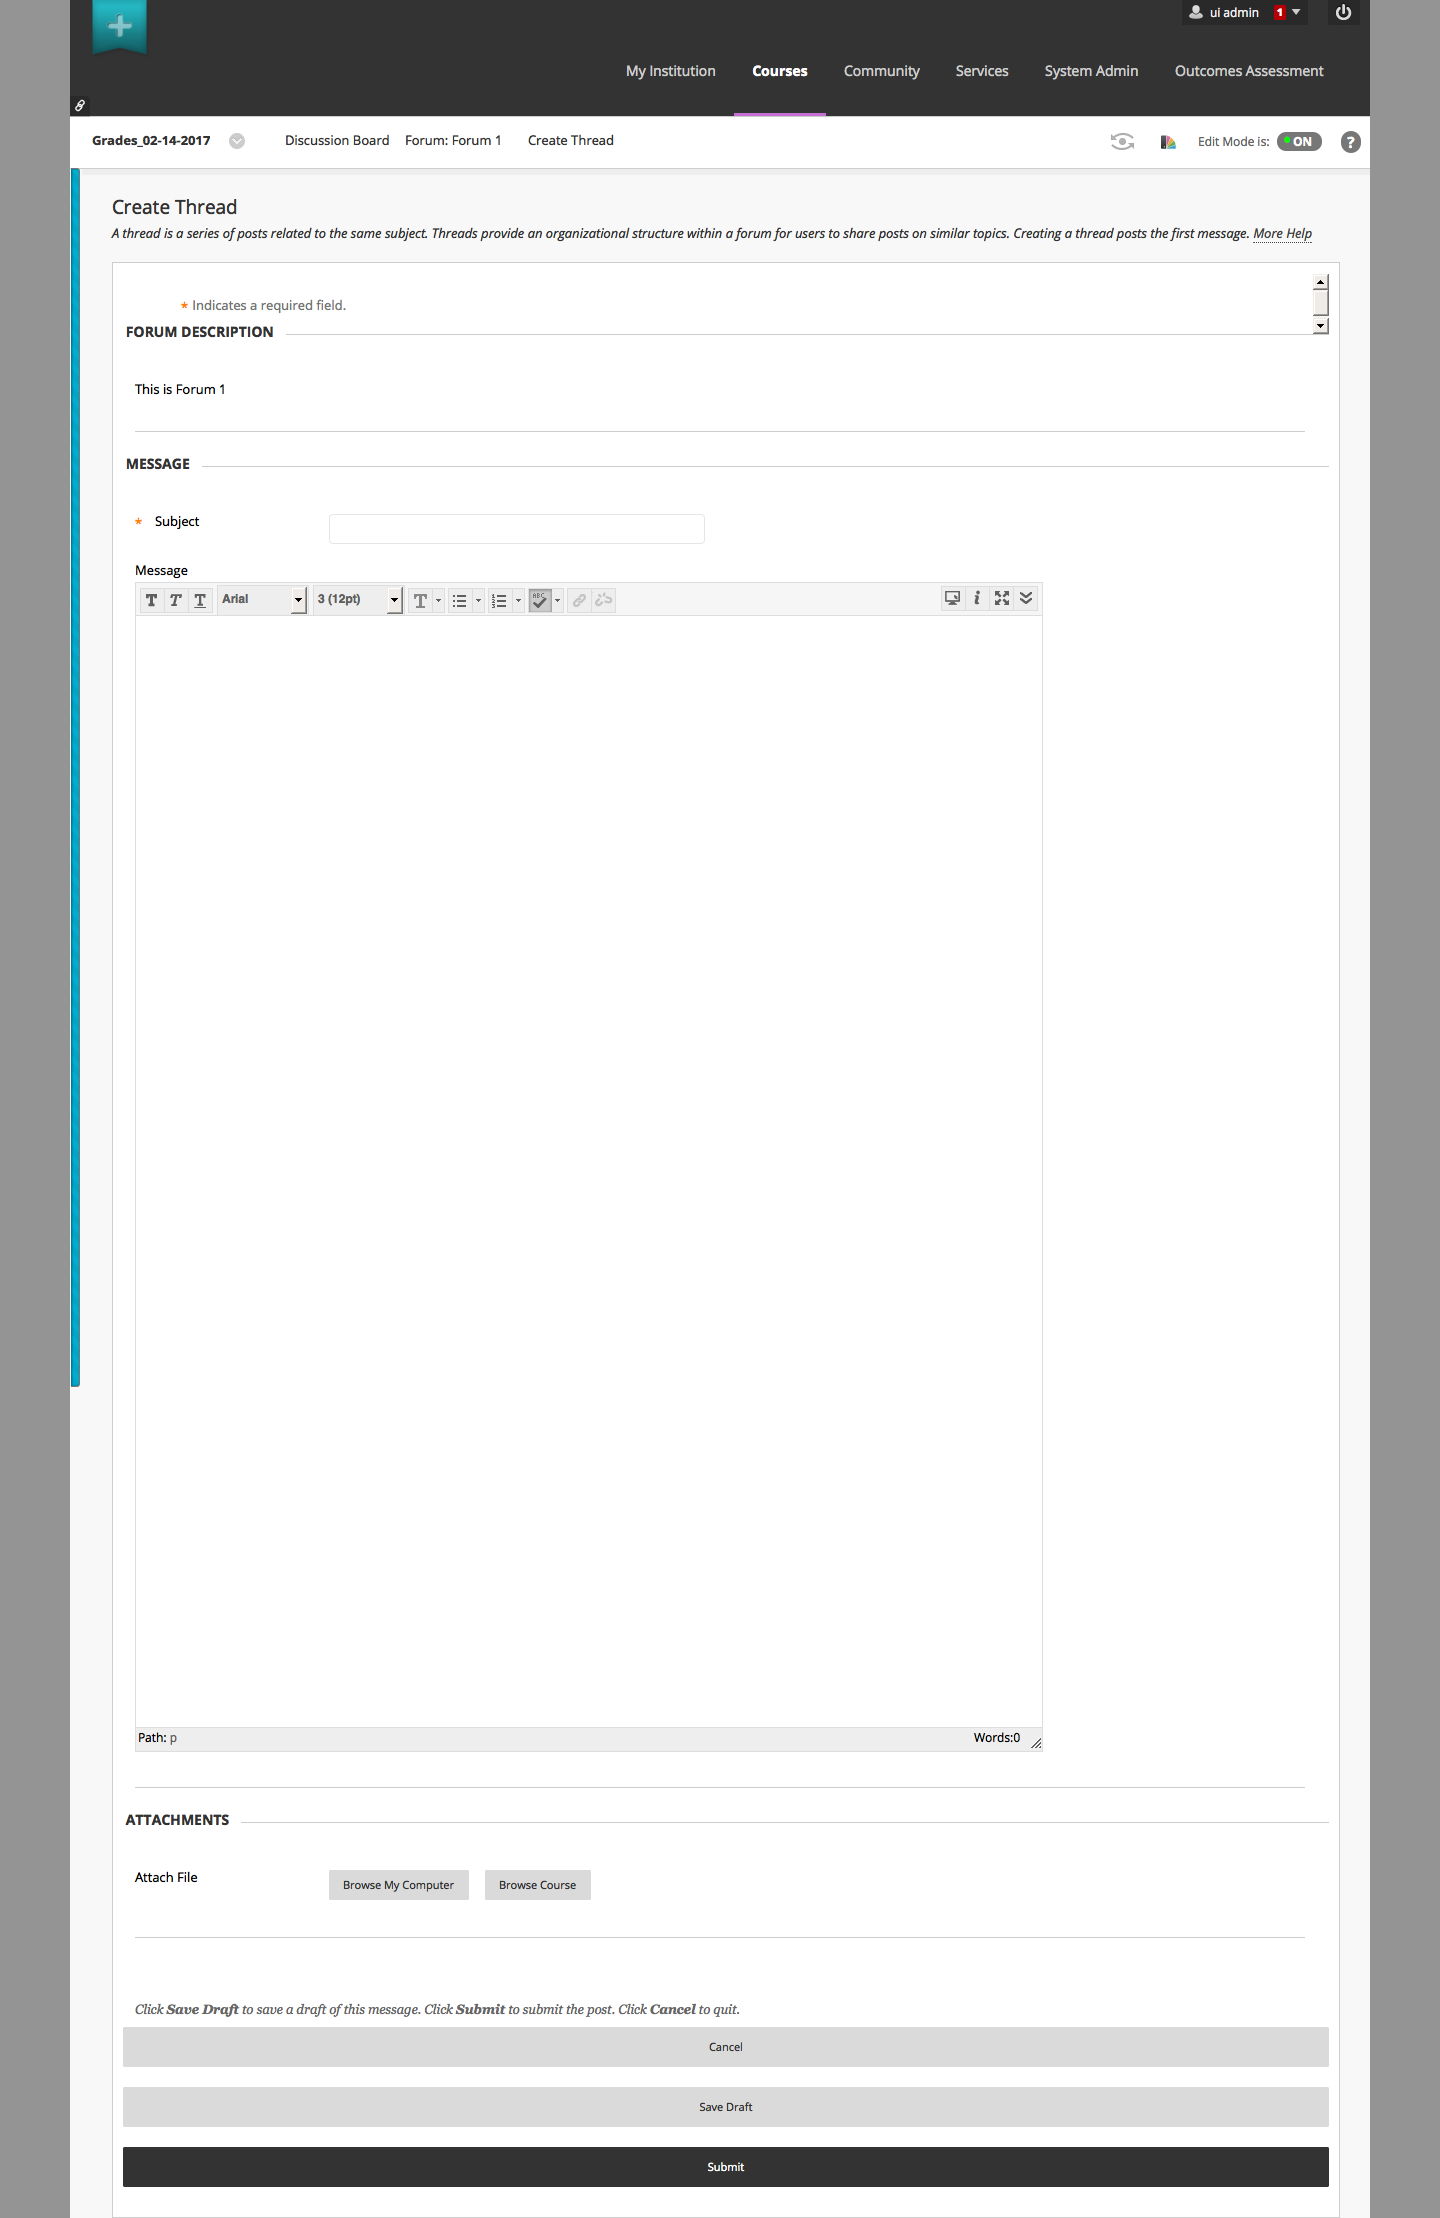 ui admin 1
My Institution Courses Community Services System Admin Outcomes Assessment
Grades_02-14-2017 Discussion Board Forum: Forum 1 Create Thread Edit Mode is: ON ?
Create Thread
A thread is a series of posts related to the same subject. Threads provide an organizational structure within a forum for users to share posts on similar topics. Creating a thread posts the first message. More Help
* Indicates a required field.
FORUM DESCRIPTION
This is Forum 1
MESSAGE
* Subject
Message
T T T Arial 3 (12pt) T ABC i
Path: p Words:0
ATTACHMENTS
Attach File Browse My Computer Browse Course
Click Save Draft to save a draft of this message. Click Submit to submit the post. Click Cancel to quit.
Cancel
Save Draft
Submit